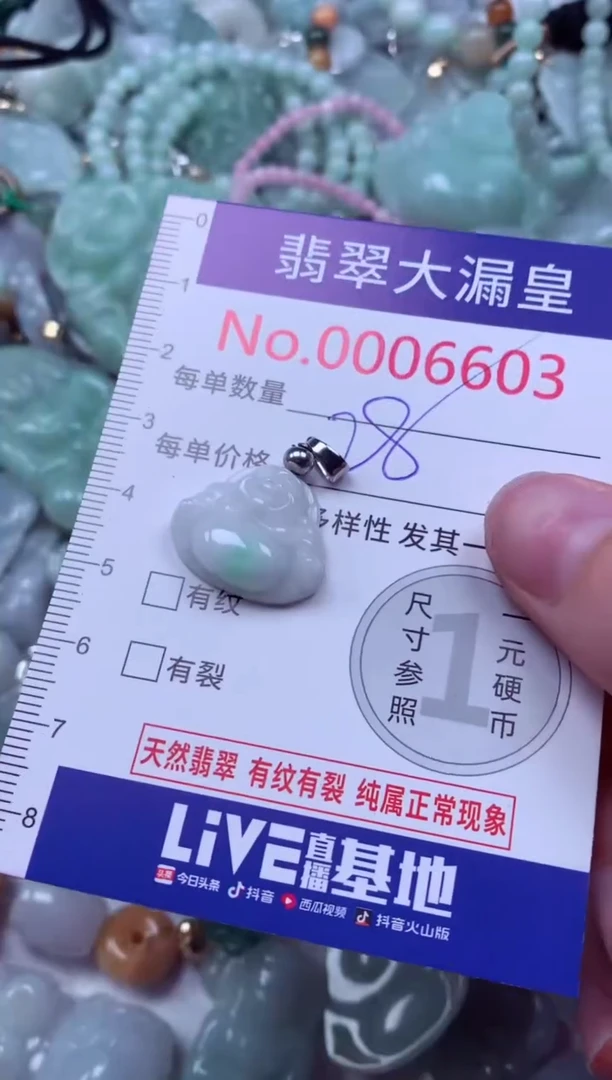 0
翡翠大漏皇
1
No.0006603
2
每单数量
28
3
每单价格
4
多样性 发其一
5
有纹
尺寸参照
1
一元硬币
6
有裂
7
天然翡翠 有纹有裂 纯属正常现象
8
LiVE直播基地
头条 今日头条 抖音 西瓜视频 抖音火山版